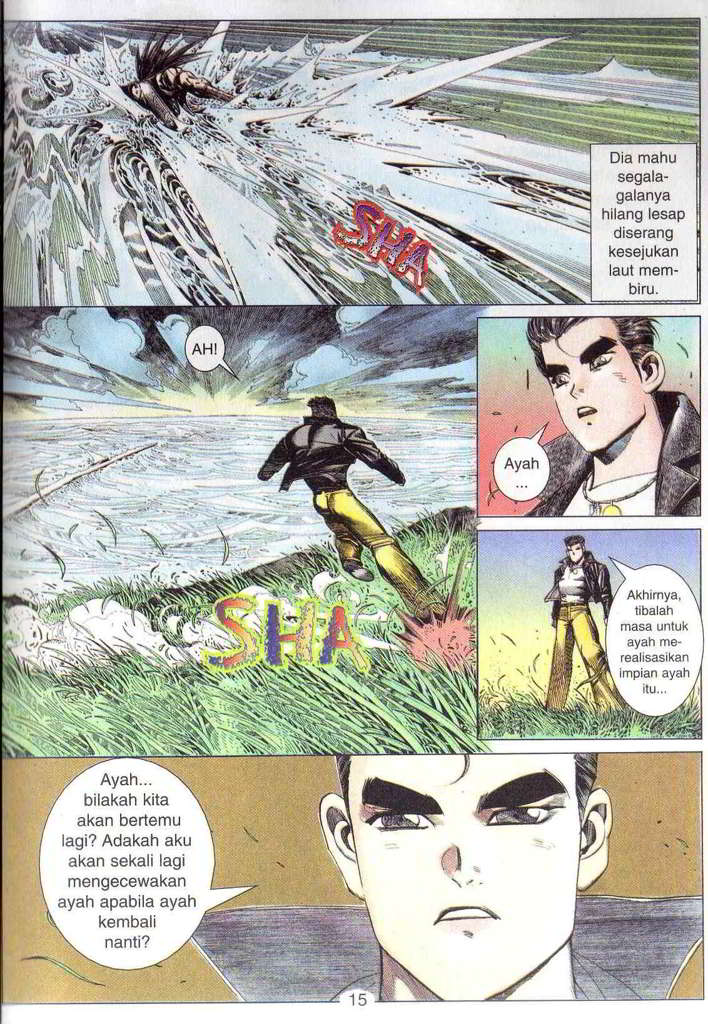 Dia mahu
segala-
galanya
hilang lesap
diserang
kesejukan
laut mem-
biru.
SHA
AH!
Ayah
...
SHA
Akhirnya,
tibalah
masa untuk
ayah me-
realisasikan
impian ayah
itu...
Ayah...
bilakah kita
akan bertemu
lagi? Adakah aku
akan sekali lagi
mengecewakan
ayah apabila ayah
kembali
nanti?
15